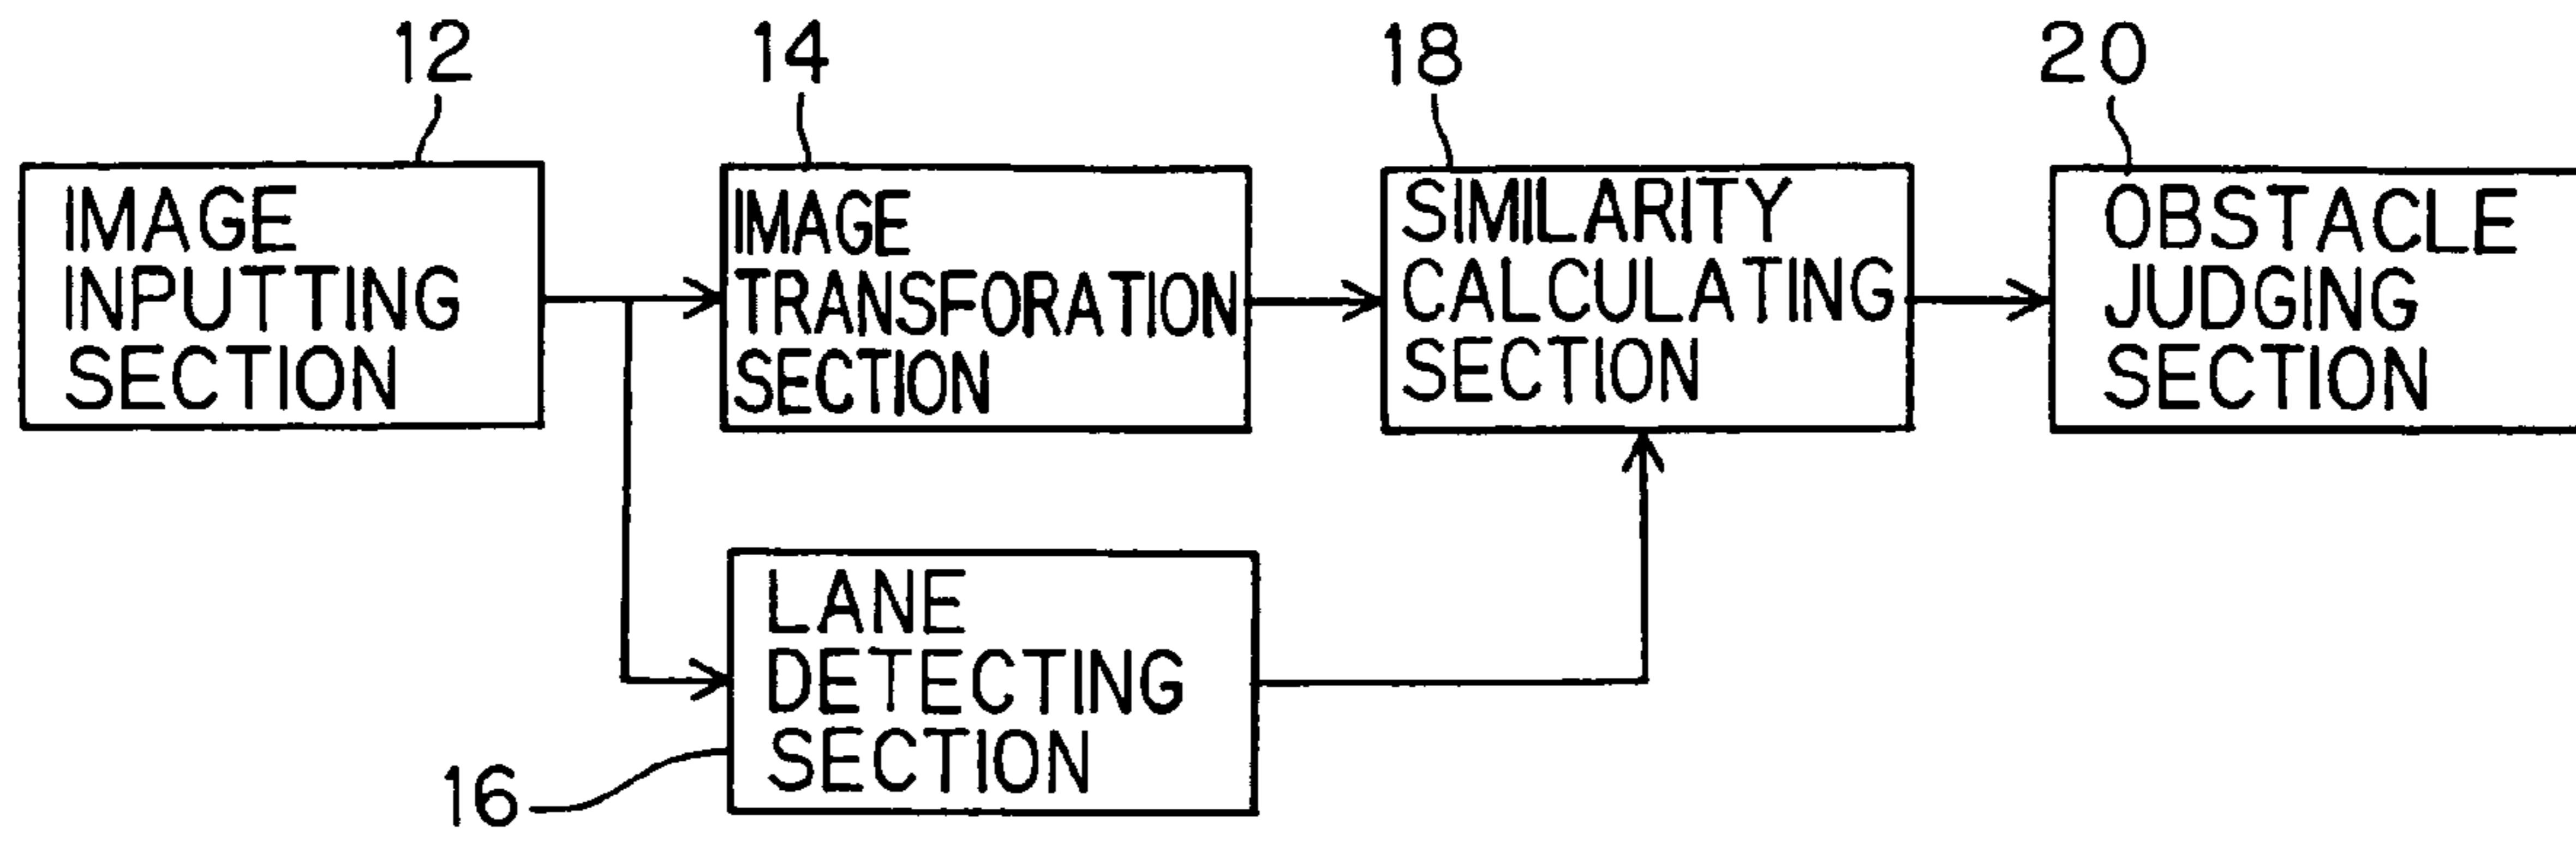 12
14
18
20
IMAGE
INPUTTING
SECTION
IMAGE
TRANSFORATION
SECTION
SIMILARITY
CALCULATING
SECTION
OBSTACLE
JUDGING
SECTION
LANE
DETECTING
SECTION
16